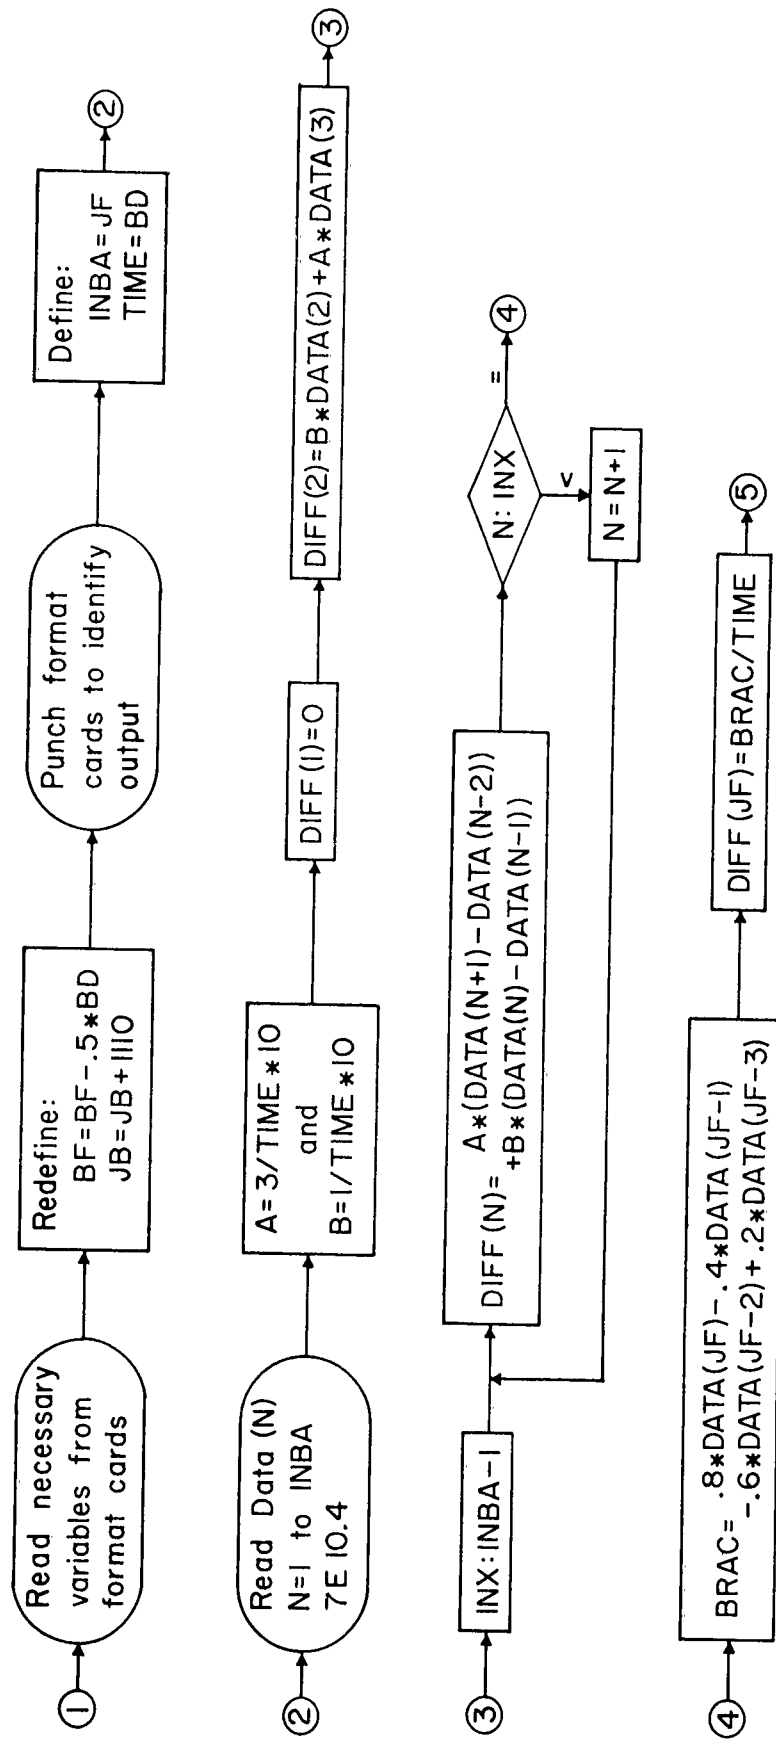 1
Read necessary
variables from
format cards
Redefine:
BF=BF-.5*BD
JB=JB+1110
Punch format
cards to identify
output
Define:
INBA=JF
TIME=BD
2
2
Read Data (N)
N=1 to INBA
7E10.4
A=3/TIME*10
and
B=1/TIME*10
DIFF(1)=0
DIFF(2)=B*DATA(2)+A*DATA(3)
3
3
INX:INBA-1
DIFF(N)= A*(DATA(N+1)-DATA(N-2))
+B*(DATA(N)-DATA(N-1))
N:INX
=
4
<
N=N+1
4
BRAC= .8*DATA(JF)-.4*DATA(JF-1)
-.6*DATA(JF-2)+.2*DATA(JF-3)
DIFF(JF)=BRAC/TIME
5